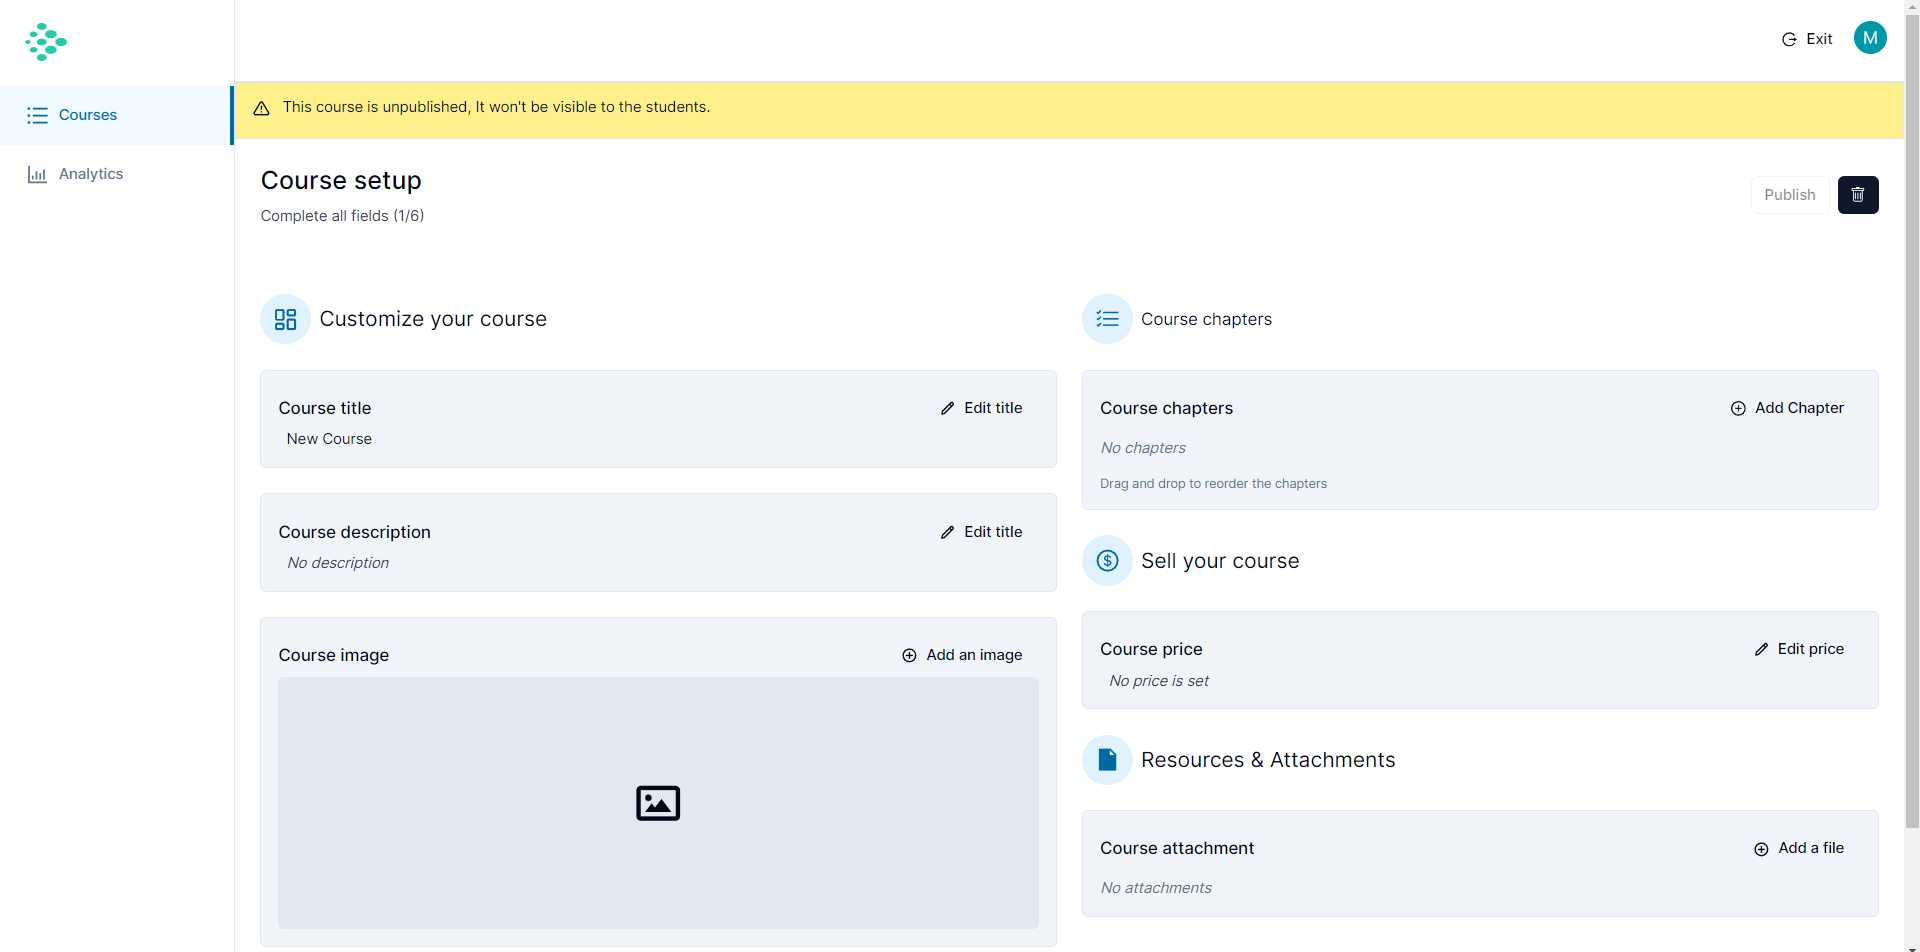 Exit
M
Courses
Analytics
This course is unpublished, It won't be visible to the students.
Course setup
Complete all fields (1/6)
Publish
Customize your course
Course title
Edit title
New Course
Course description
Edit title
No description
Course image
Add an image
Course chapters
Course chapters
Add Chapter
No chapters
Drag and drop to reorder the chapters
Sell your course
Course price
Edit price
No price is set
Resources & Attachments
Course attachment
Add a file
No attachments